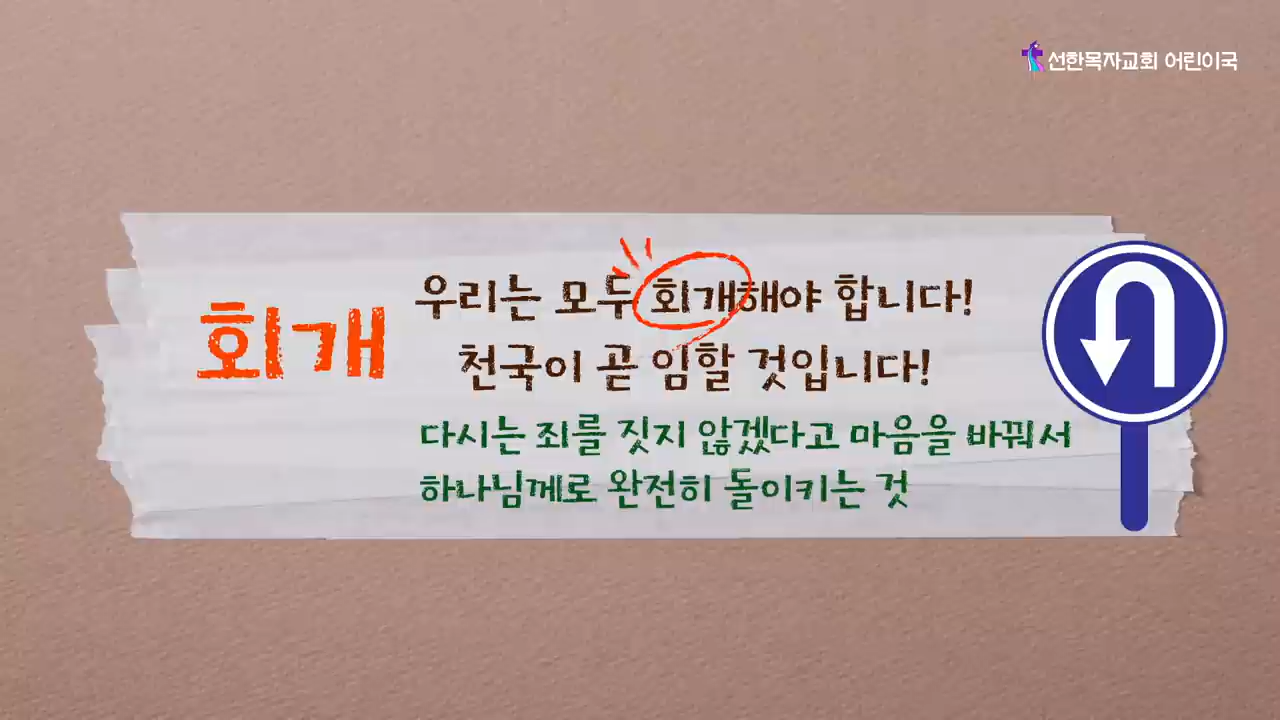 선한목자교회 어린이국
회개
우리는 모두 회개해야 합니다!
천국이 곧 임할 것입니다!
다시는 죄를 짓지 않겠다고 마음을 바꿔서
하나님께로 완전히 돌이키는 것